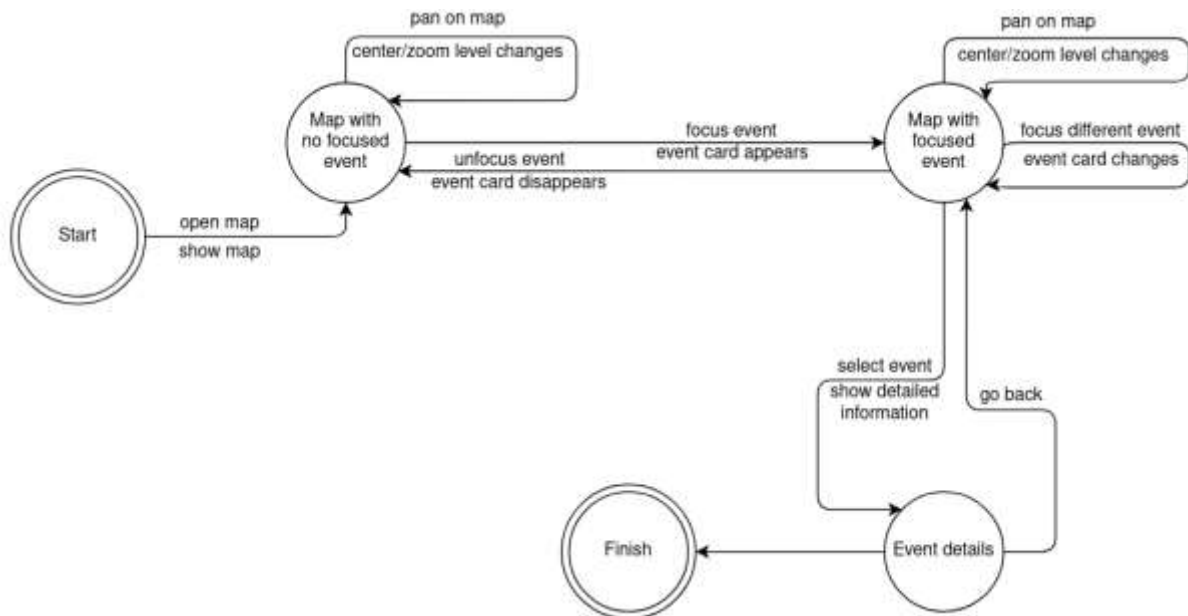 pan on map
center/zoom level changes
pan on map
center/zoom level changes
Map with
no focused
event
Map with
focused
event
focus event
event card appears
focus different event
event card changes
unfocus event
event card disappears
Start
open map
show map
select event
show detailed
information
go back
Finish
Event details